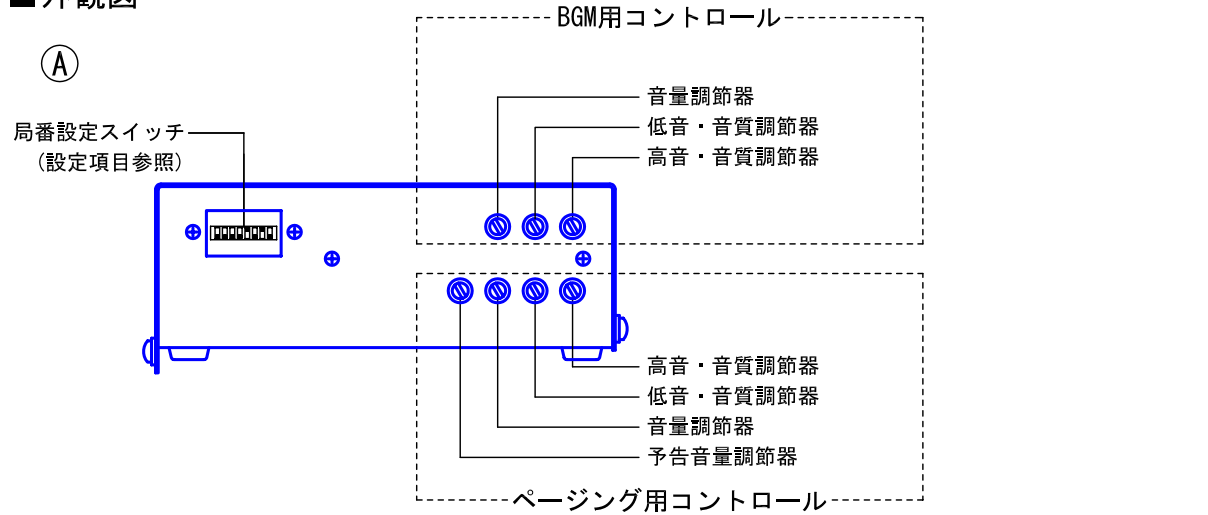 ■外観図
Ⓐ
BGM用コントロール
音量調節器
低音・音質調節器
高音・音質調節器
局番設定スイッチ
(設定項目参照)
高音・音質調節器
低音・音質調節器
音量調節器
予告音量調節器
ページング用コントロール